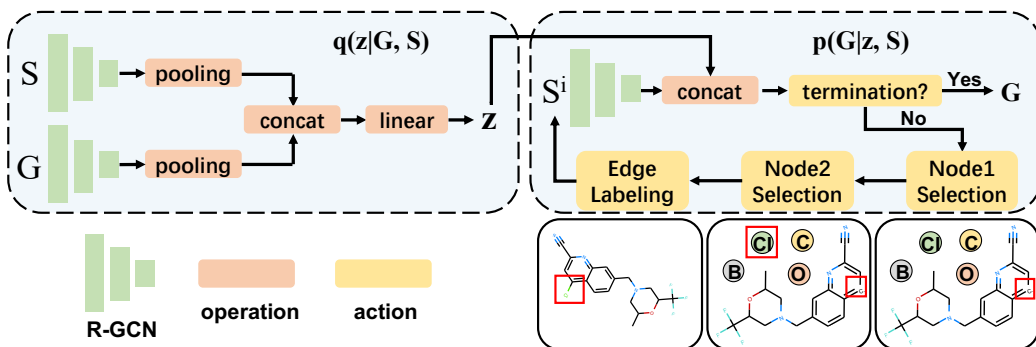 q(z|G, S)
S
pooling
concat
linear
z
G
pooling
p(G|z, S)
Sⁱ
concat
termination?
Yes
G
No
Edge
Labeling
Node2
Selection
Node1
Selection
R-GCN
operation
action
Cl
C
B
O
Cl
C
B
O